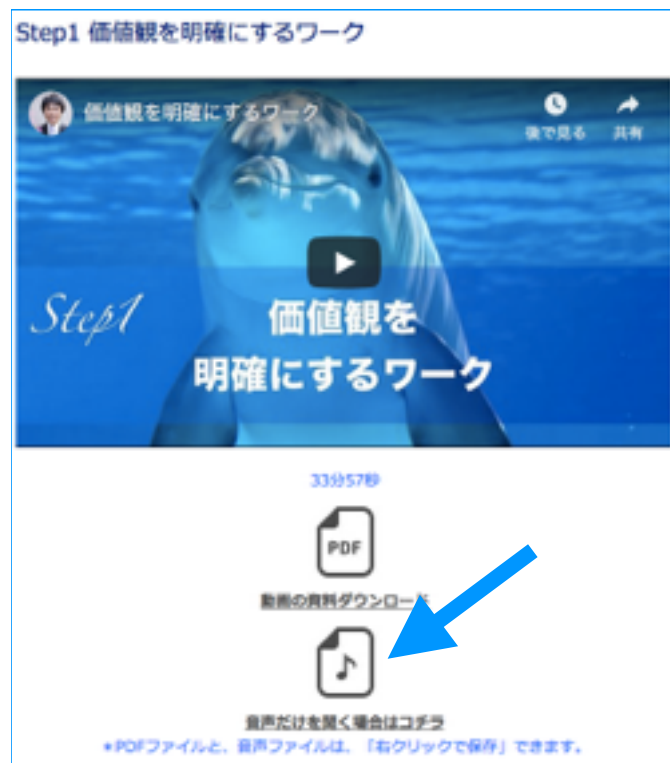 Step1 価値観を明確にするワーク
価値観を明確にするワーク
後で見る 共有
Step1
価値観を
明確にするワーク
33分57秒
PDF
動画の資料ダウンロード
音声だけを聞く場合はコチラ
*PDFファイルと、音声ファイルは、「右クリックで保存」できます。